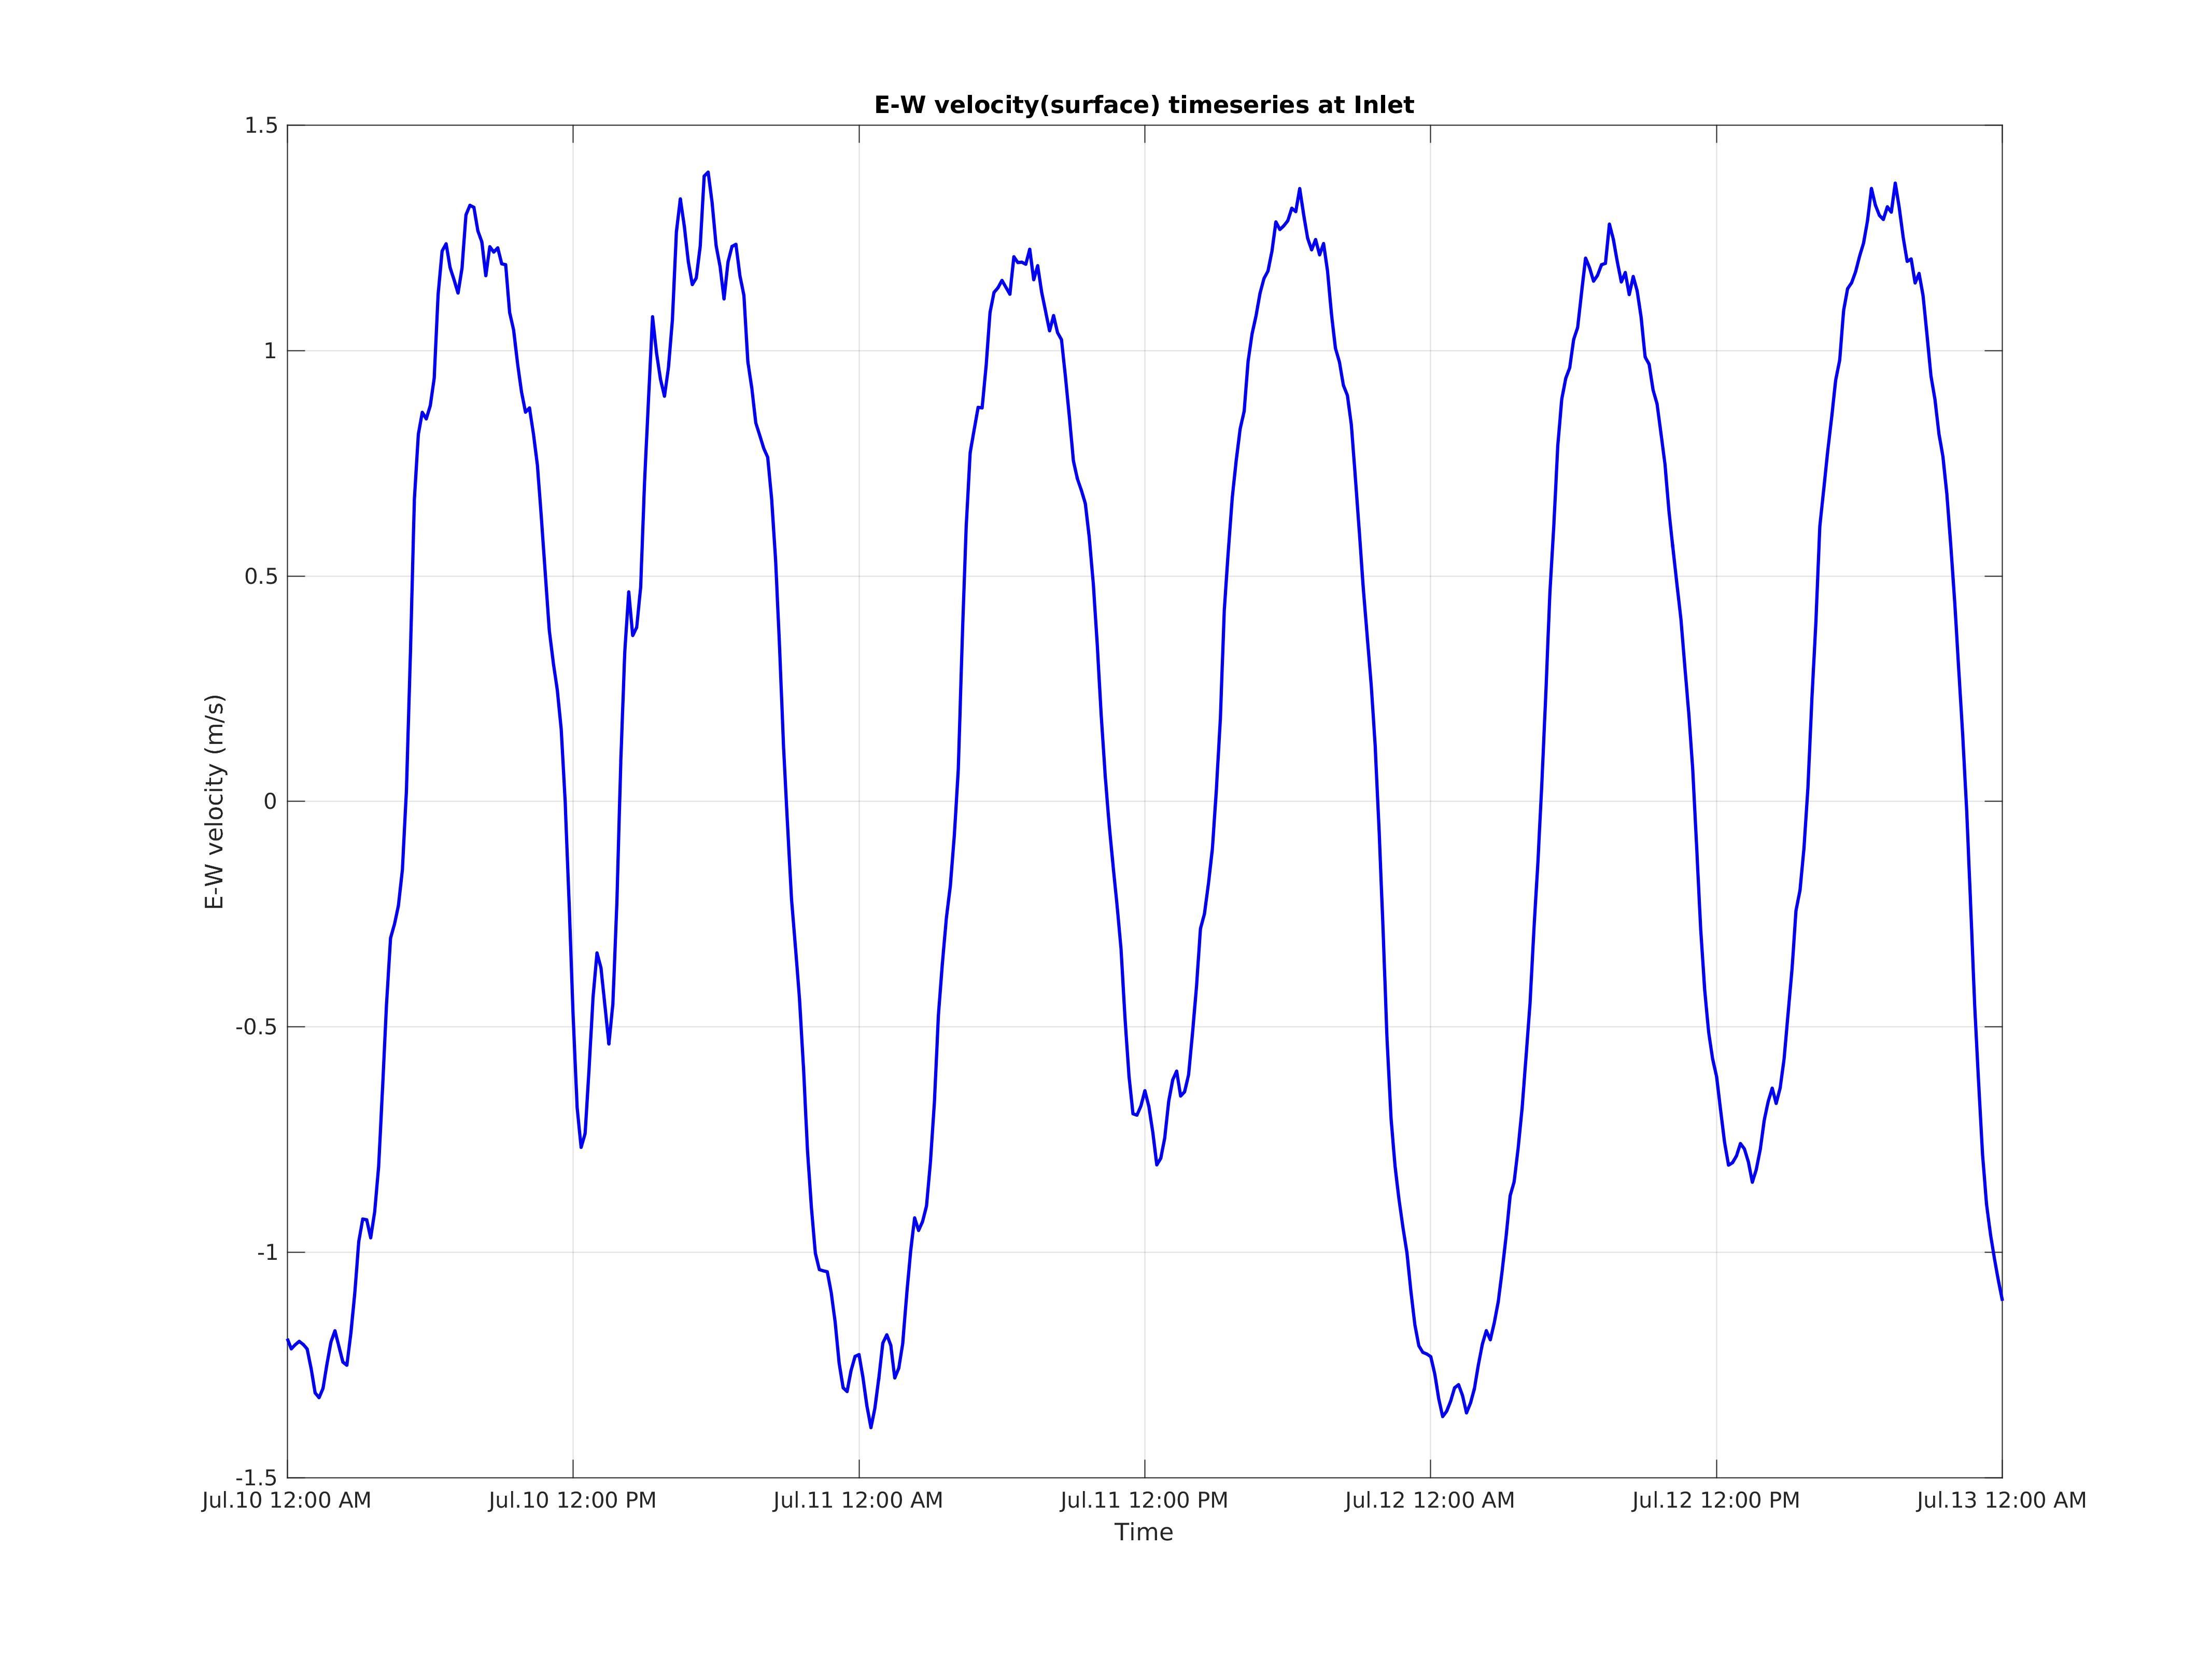 E-W velocity(surface) timeseries at Inlet
E-W velocity (m/s)
1.5
1
0.5
0
-0.5
-1
-1.5
Jul.10 12:00 AM Jul.10 12:00 PM Jul.11 12:00 AM Jul.11 12:00 PM Jul.12 12:00 AM Jul.12 12:00 PM Jul.13 12:00 AM
Time